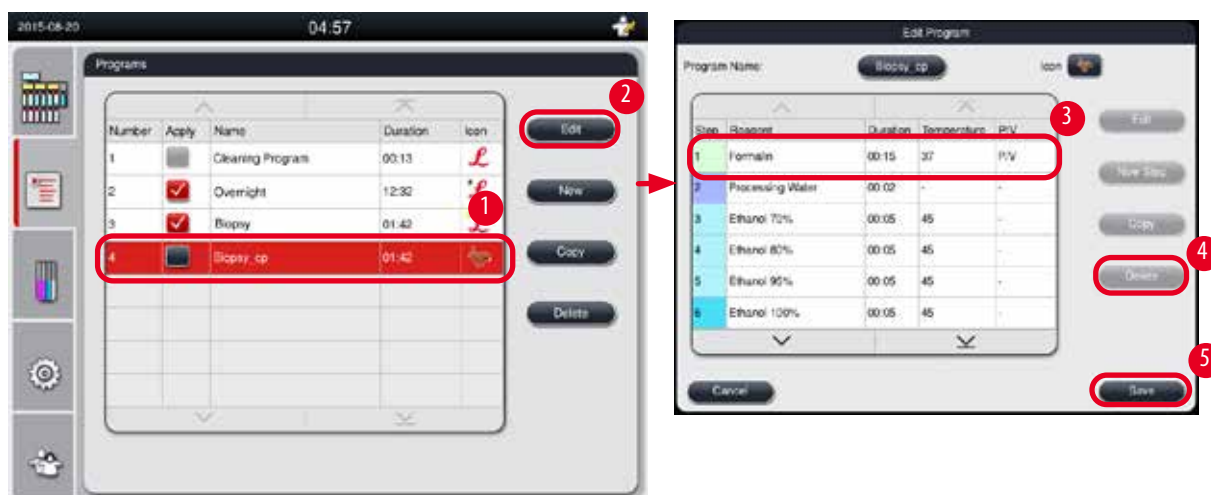 2015-08-20 04:57
Programs
Number Apply Name Duration Icon
1 Cleaning Program 00:13 L
2 Overnight 12:32 *L
3 Biopsy 01:42 L
4 Biopsy_cp 01:42
Edit
New
Copy
Delete
1
2
Edit Program
Program Name: Biopsy_cp Icon
Step Reagent Duration Temperature P/V
1 Formalin 00:15 37 P/V
2 Processing Water 00:02 - -
3 Ethanol 70% 00:05 45 -
4 Ethanol 80% 00:05 45 -
5 Ethanol 95% 00:05 45 -
6 Ethanol 100% 00:05 45 -
Edit
New Step
Copy
Delete
Cancel
Save
3
4
5